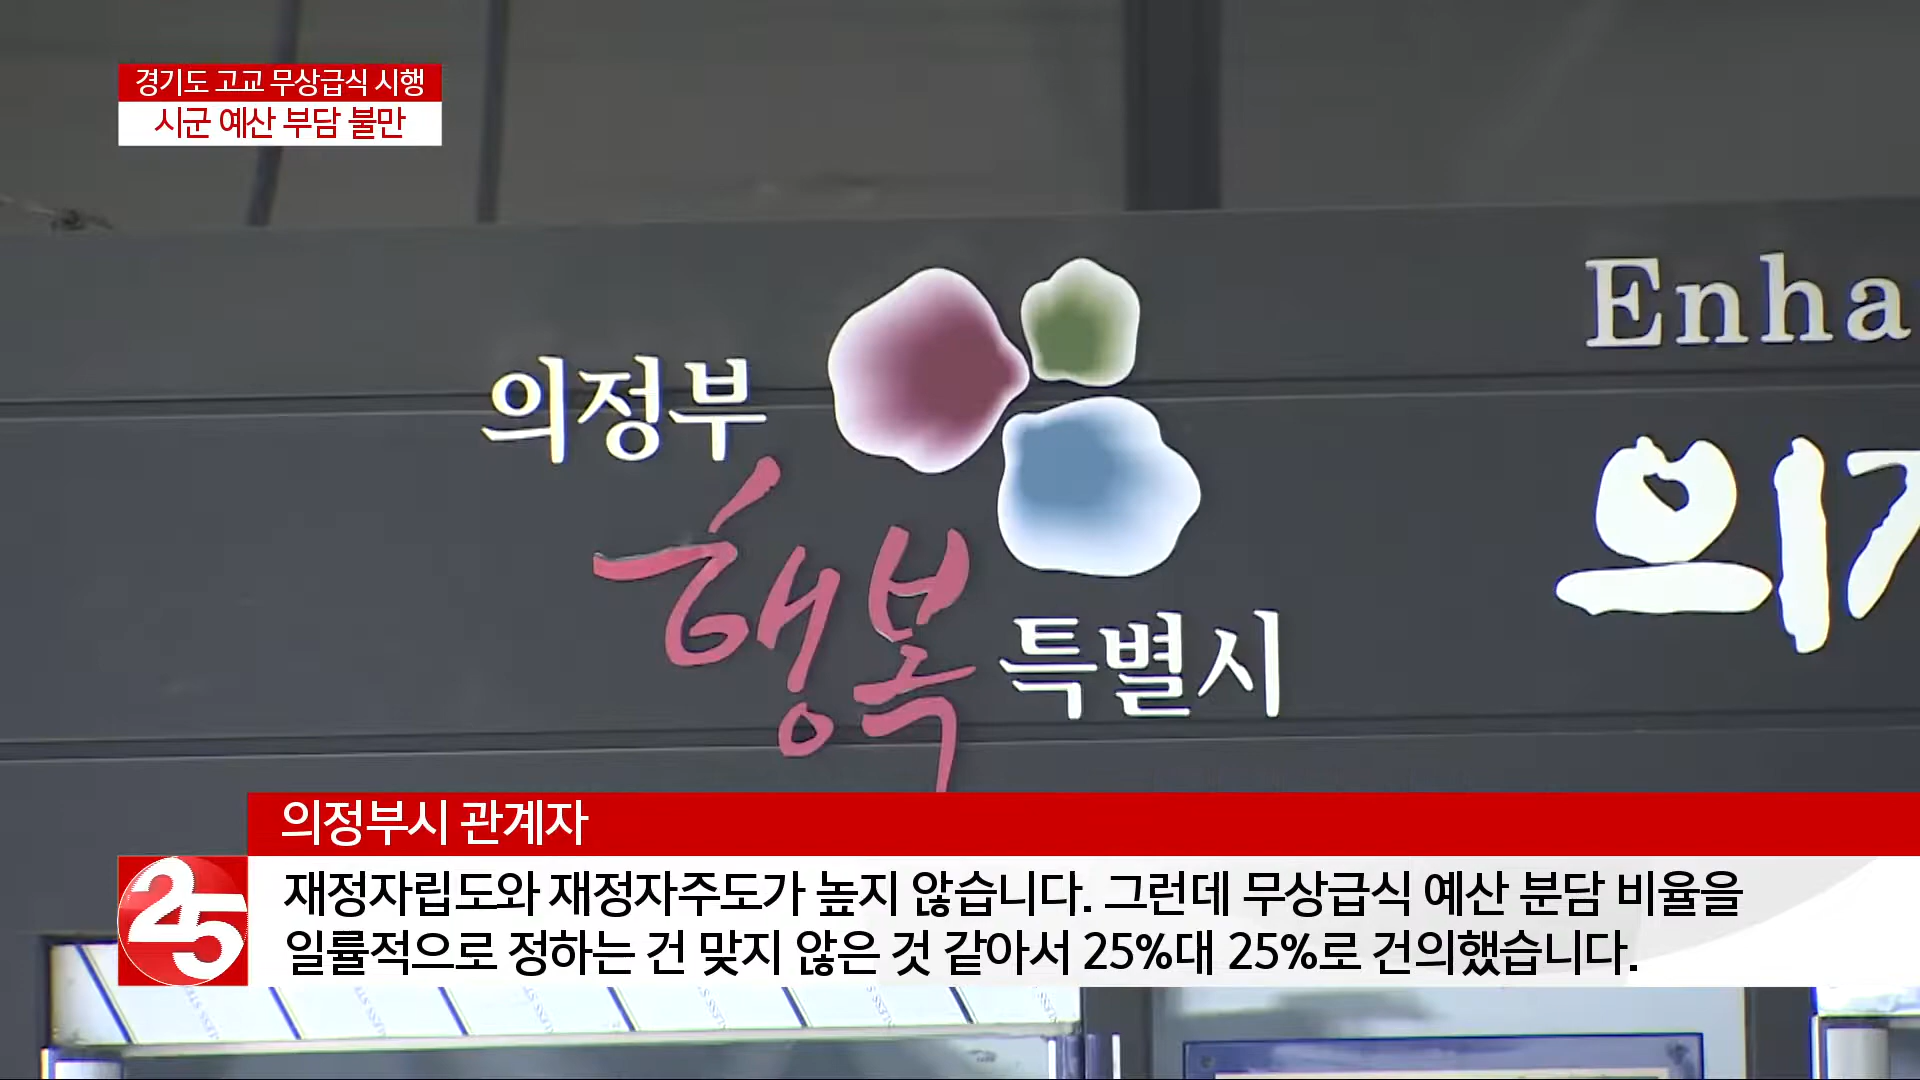 경기도 고교 무상급식 시행
시군 예산 부담 불만
Enha
의정부
행복
특별시
의정
의정부시 관계자
25
재정자립도와 재정자주도가 높지 않습니다. 그런데 무상급식 예산 분담 비율을
일률적으로 정하는 건 맞지 않은 것 같아서 25%대 25%로 건의했습니다.